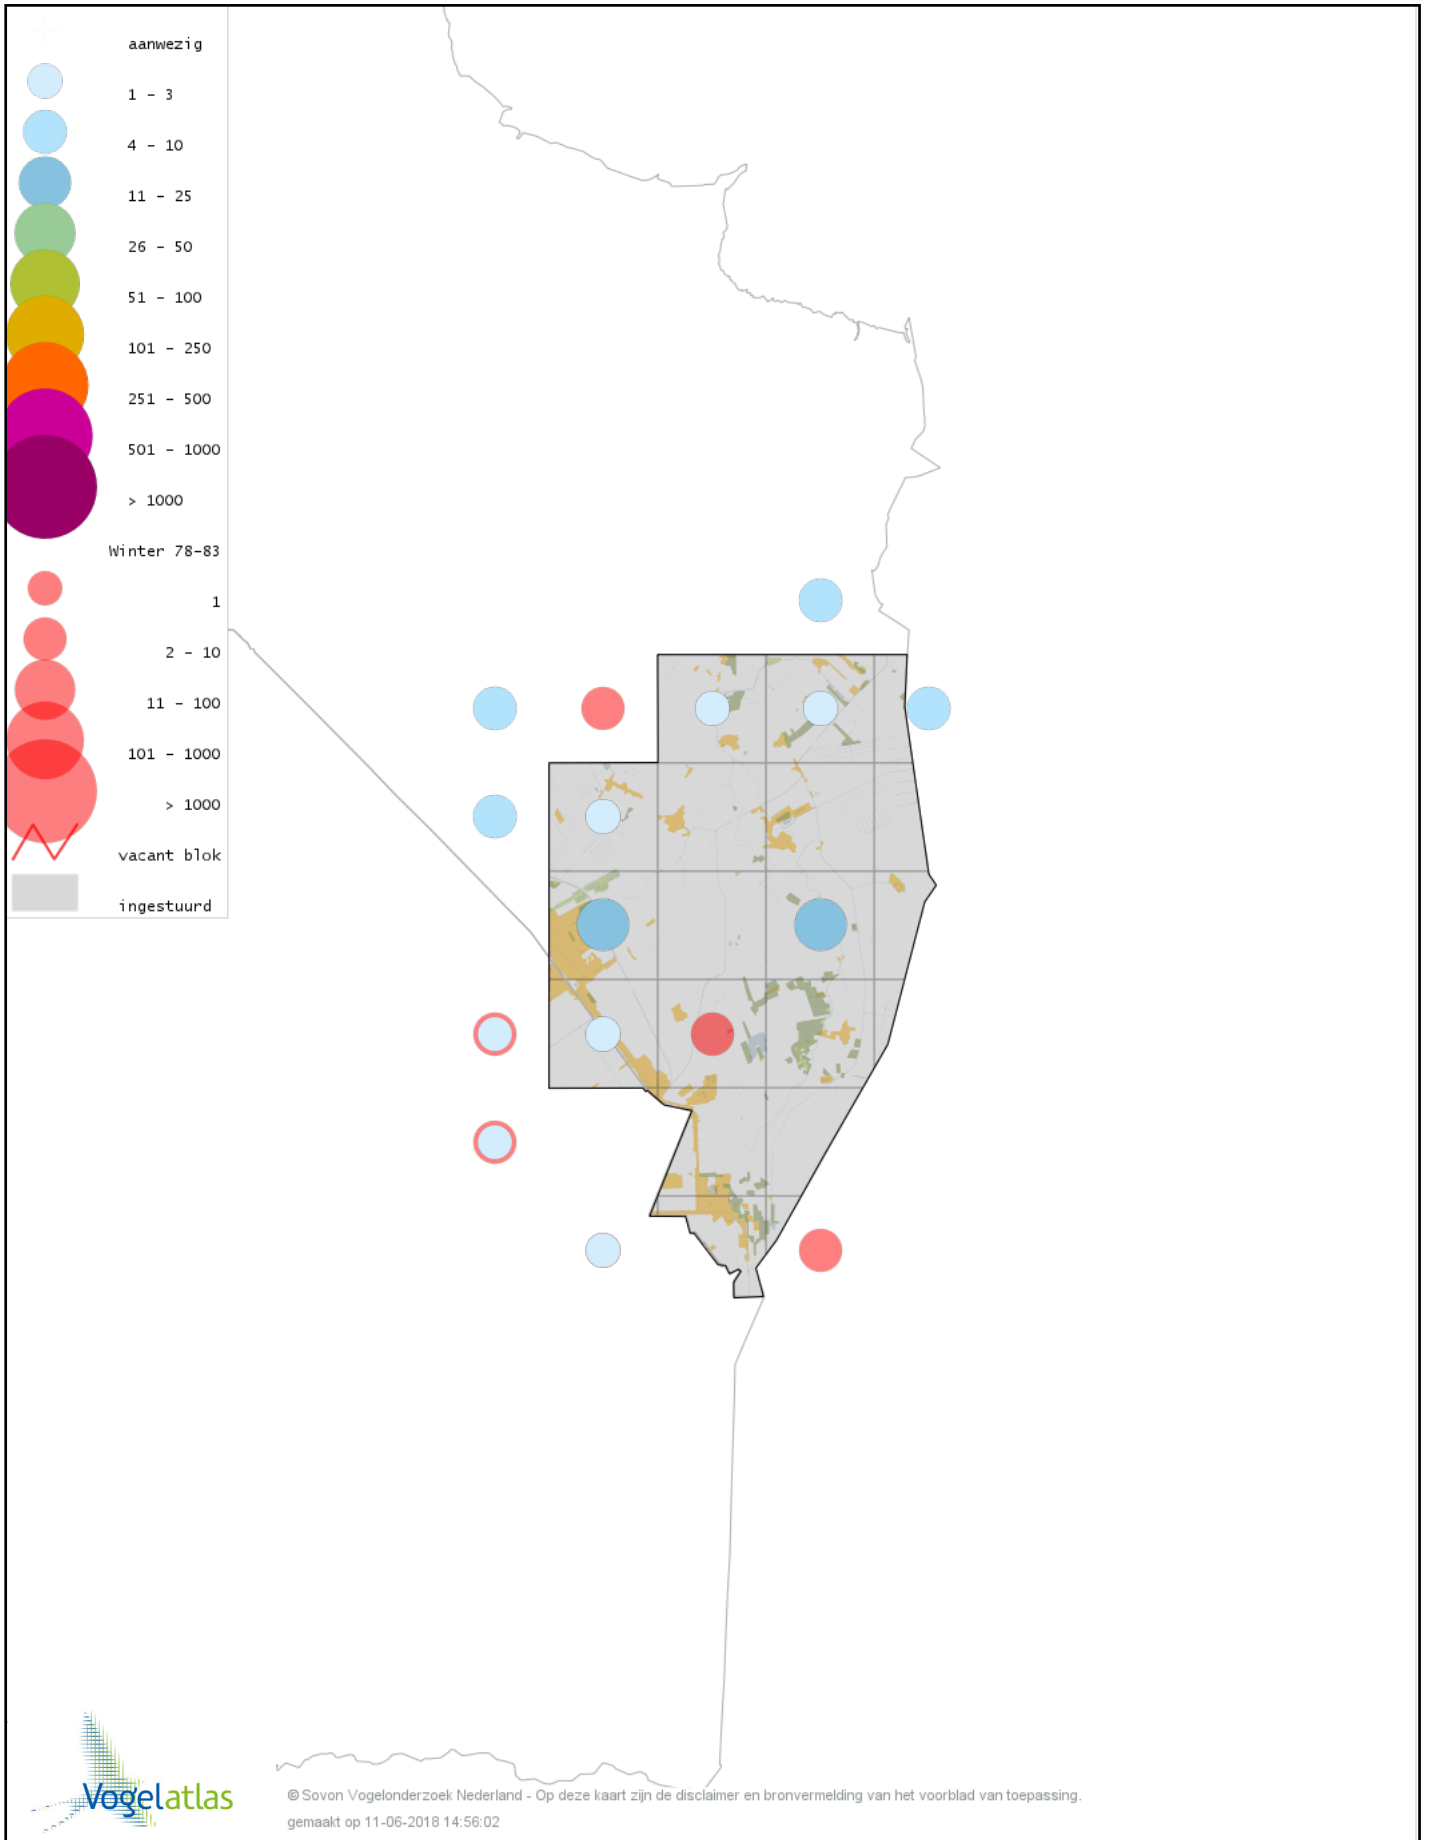 aanwezig
1 - 3
4 - 10
11 - 25
26 - 50
51 - 100
101 - 250
251 - 500
501 - 1000
> 1000
Winter 78-83
1
2 - 10
11 - 100
101 - 1000
> 1000
vacant blok
ingestuurd
Vogelatlas
© Sovon Vogelonderzoek Nederland - Op deze kaart zijn de disclaimer en bronvermelding van het voorblad van toepassing.
gemaakt op 11-06-2018 14:56:02